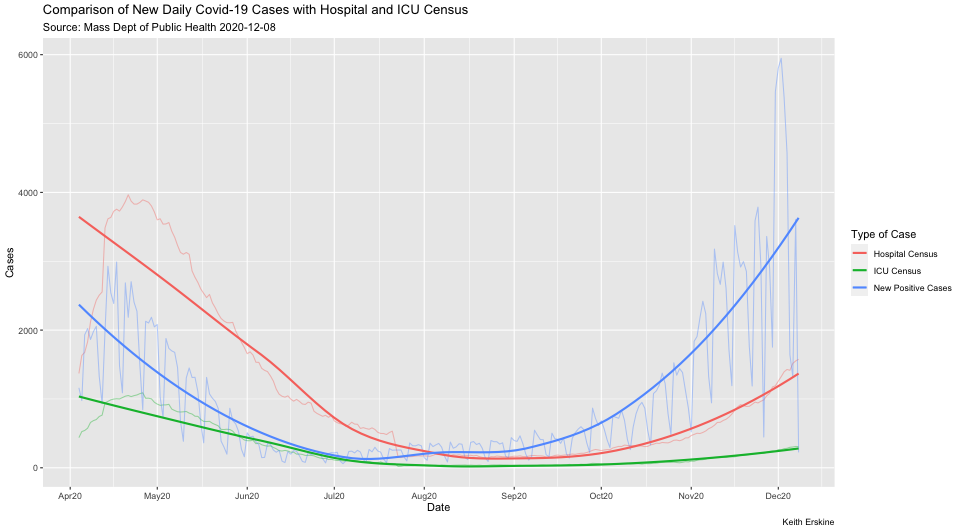 Comparison of New Daily Covid-19 Cases with Hospital and ICU Census
Source: Mass Dept of Public Health 2020-12-08
6000
4000
2000
0
Cases
Apr20 May20 Jun20 Jul20 Aug20 Sep20 Oct20 Nov20 Dec20
Date
Type of Case
Hospital Census
ICU Census
New Positive Cases
Keith Erskine